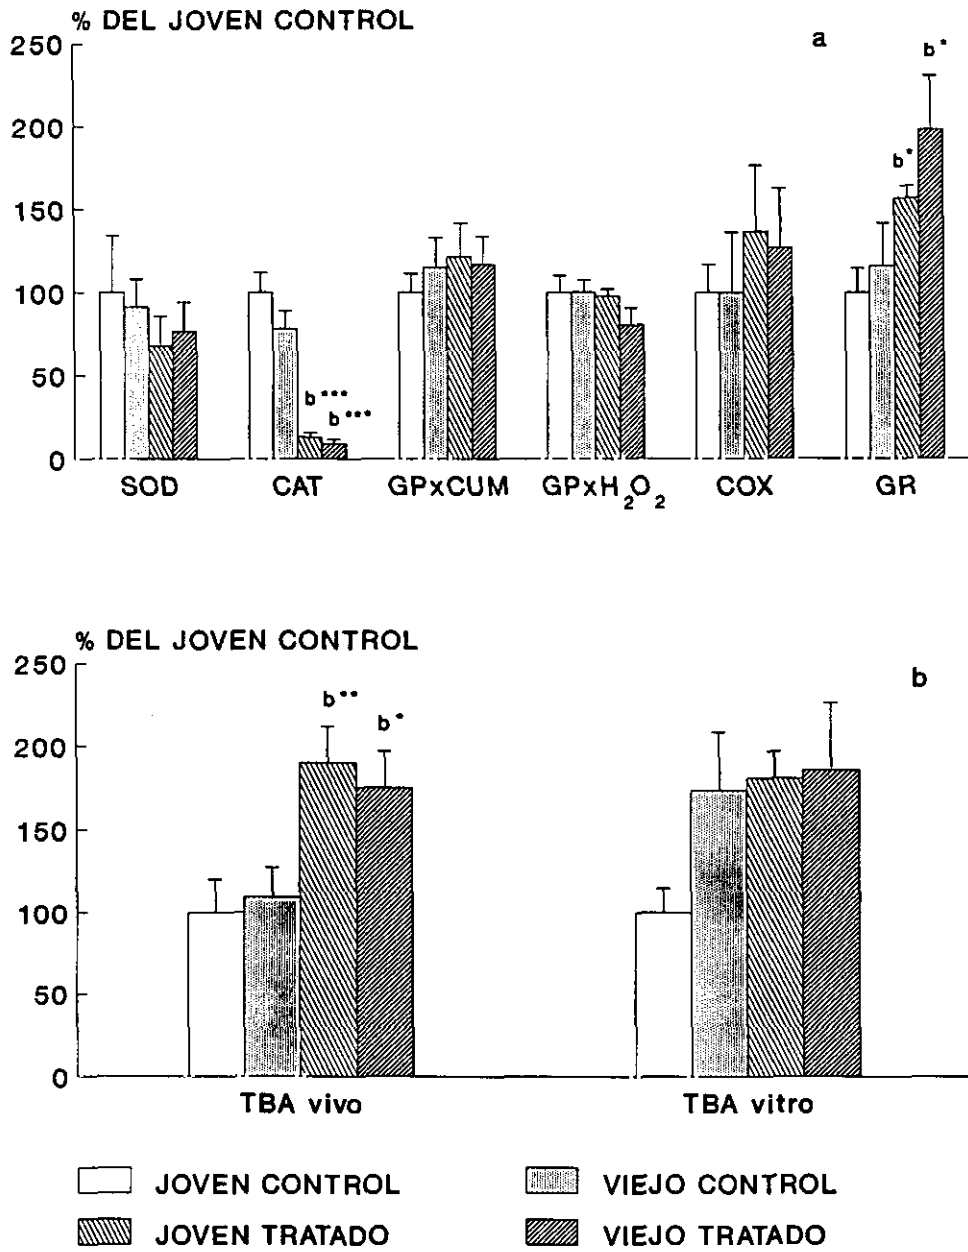 % DEL JOVEN CONTROL
a
250
200
150
100
50
0
b*
b*
b***
b***
SOD
CAT
GPxCUM
GPxH₂O₂
COX
GR
% DEL JOVEN CONTROL
b
250
200
150
100
50
0
b**
b*
TBA vivo
TBA vitro
JOVEN CONTROL
VIEJO CONTROL
JOVEN TRATADO
VIEJO TRATADO